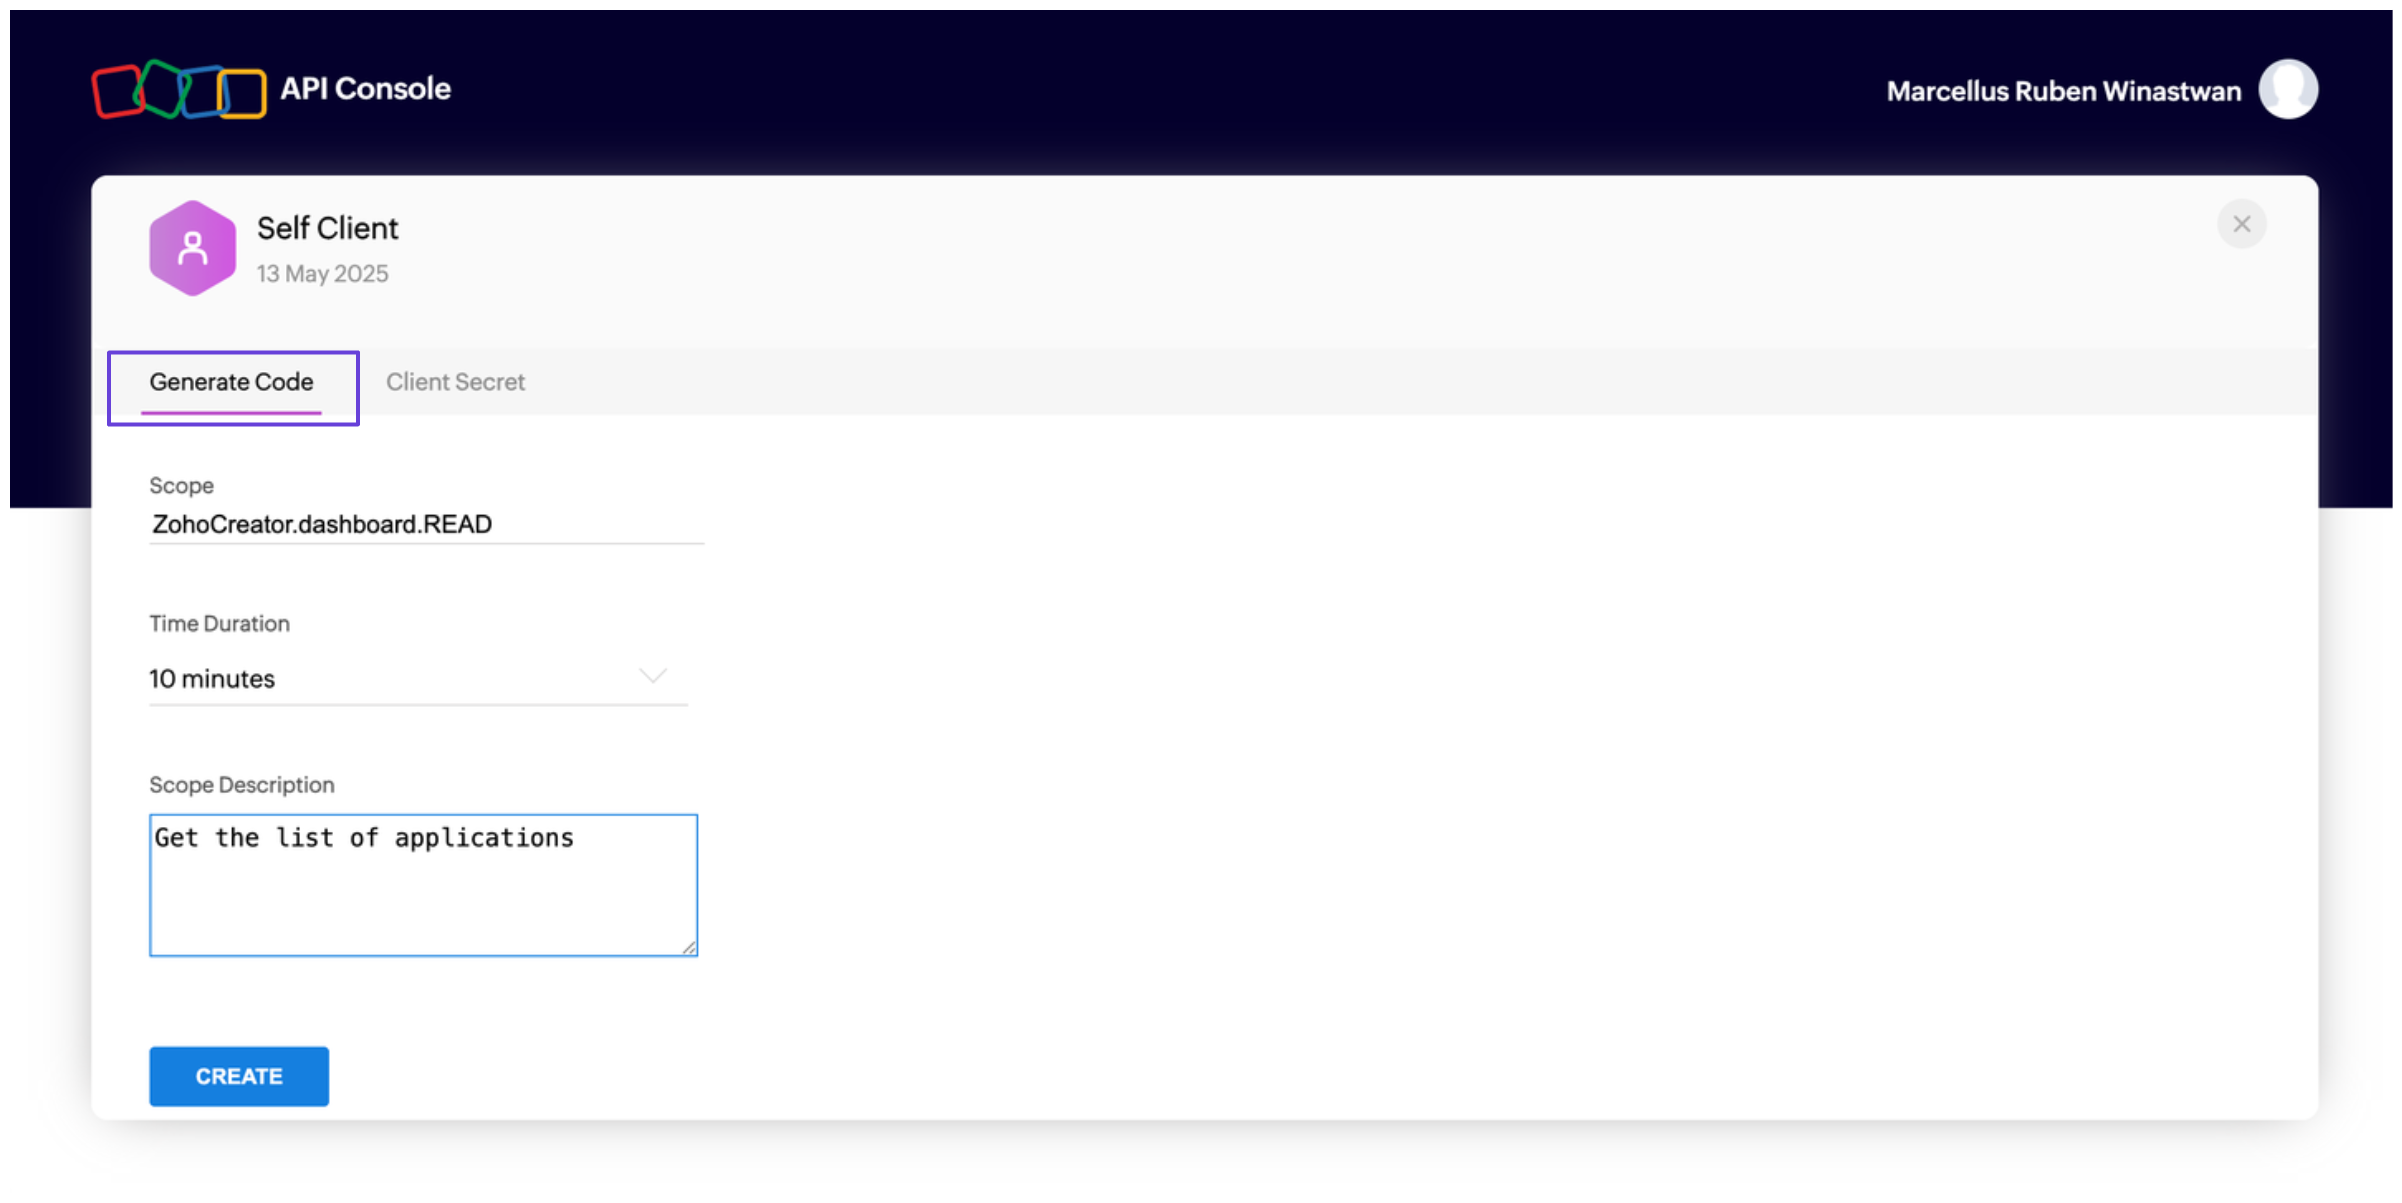 API Console
Marcellus Ruben Winastwan
Self Client
13 May 2025
Generate Code
Client Secret
Scope
ZohoCreator.dashboard.READ
Time Duration
10 minutes
Scope Description
Get the list of applications
CREATE